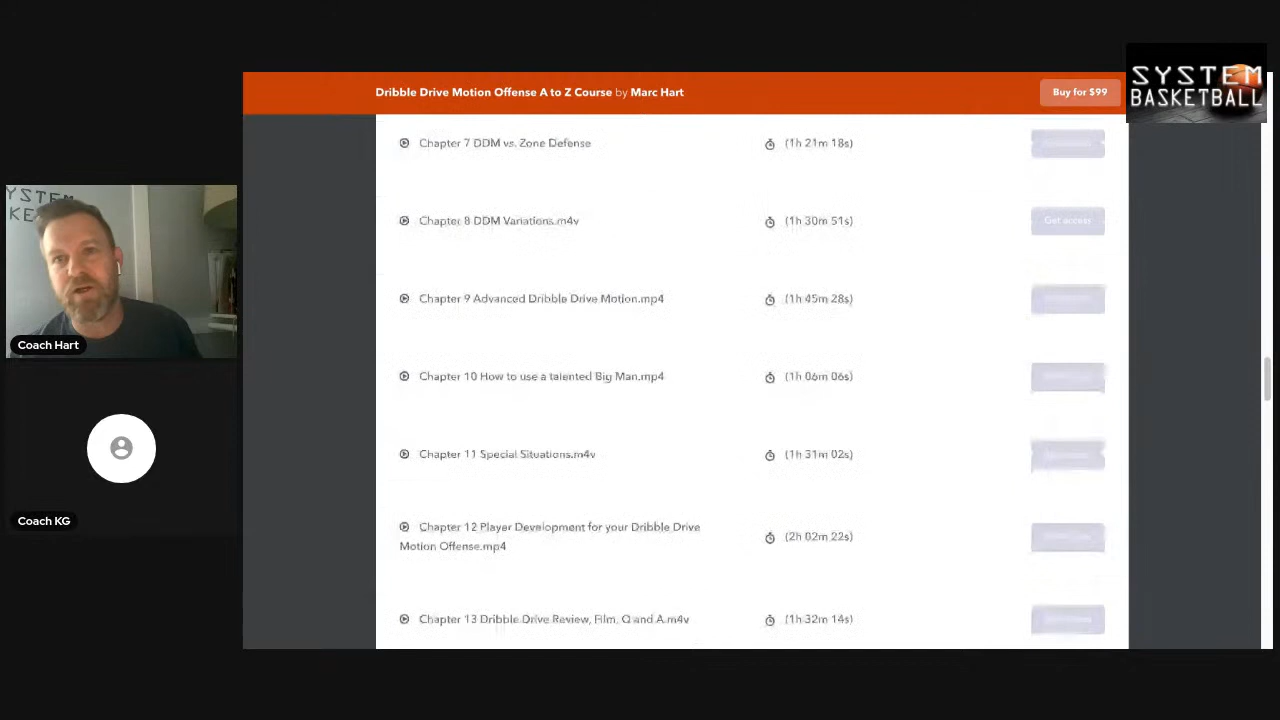 SYSTEM
BASKETBALL
Dribble Drive Motion Offense A to Z Course by Marc Hart
Buy for $99
Chapter 7 DDM vs. Zone Defense
(1h 21m 18s)
Chapter 8 DDM Variations.m4v
(1h 30m 51s)
Get access
Chapter 9 Advanced Dribble Drive Motion.mp4
(1h 45m 28s)
Chapter 10 How to use a talented Big Man.mp4
(1h 06m 06s)
Chapter 11 Special Situations.m4v
(1h 31m 02s)
Chapter 12 Player Development for your Dribble Drive
Motion Offense.mp4
(2h 02m 22s)
Chapter 13 Dribble Drive Review, Film, Q and A.m4v
(1h 32m 14s)
YSTEM
KE
Coach Hart
Coach KG